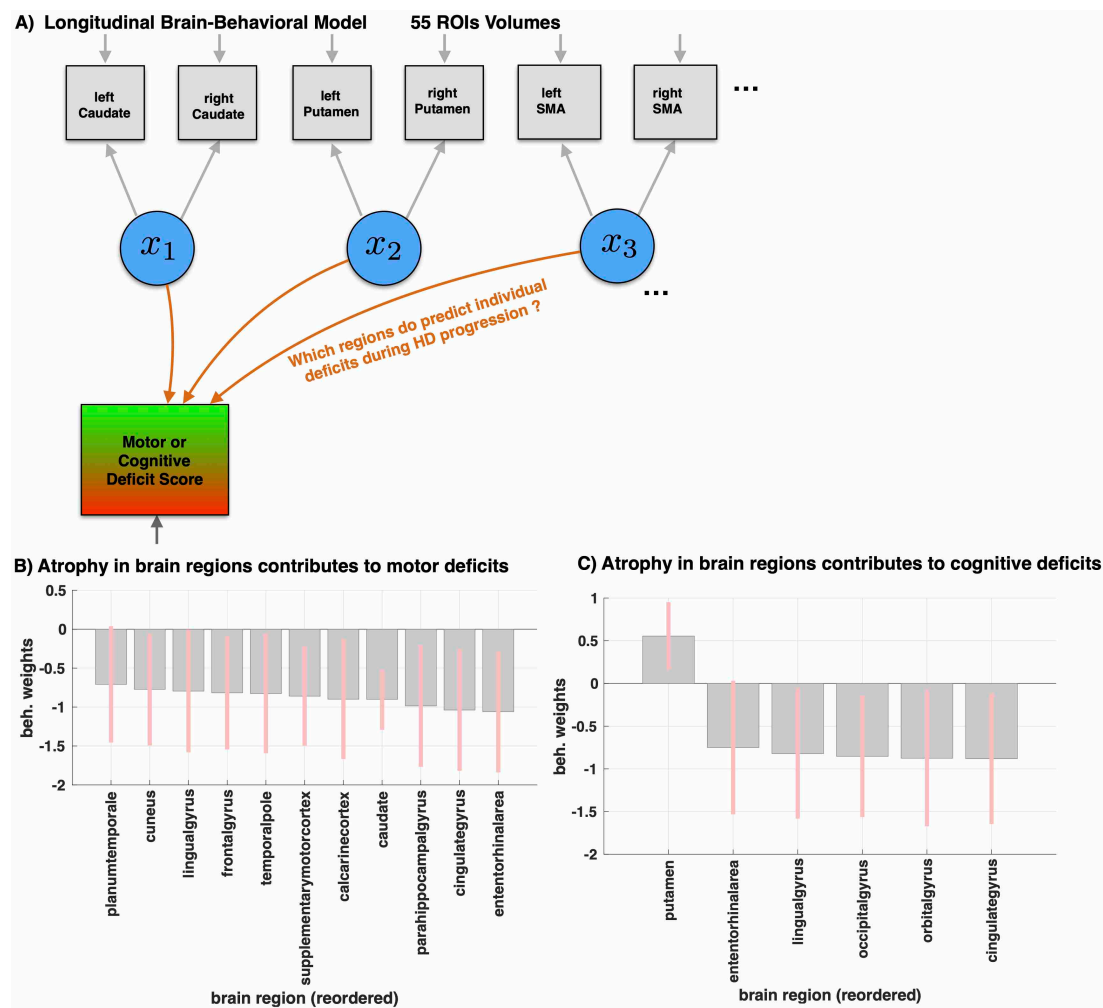 A) Longitudinal Brain-Behavioral Model 55 ROIs Volumes
left
Caudate
right
Caudate
left
Putamen
right
Putamen
left
SMA
right
SMA
...
x1
x2
x3
...
Which regions do predict individual
deficits during HD progression ?
Motor or
Cognitive
Deficit Score
B) Atrophy in brain regions contributes to motor deficits
beh. weights
0.5
0
-0.5
-1
-1.5
-2
planumtemporale
cuneus
lingualgyrus
frontalgyrus
temporalpole
supplementarymotorcortex
calcarinecortex
caudate
parahippocampalgyrus
cingulategyrus
ententorhinalarea
brain region (reordered)
C) Atrophy in brain regions contributes to cognitive deficits
beh. weights
1
0.5
0
-0.5
-1
-1.5
-2
putamen
ententorhinalarea
lingualgyrus
occipitalgyrus
orbitalgyrus
cingulategyrus
brain region (reordered)